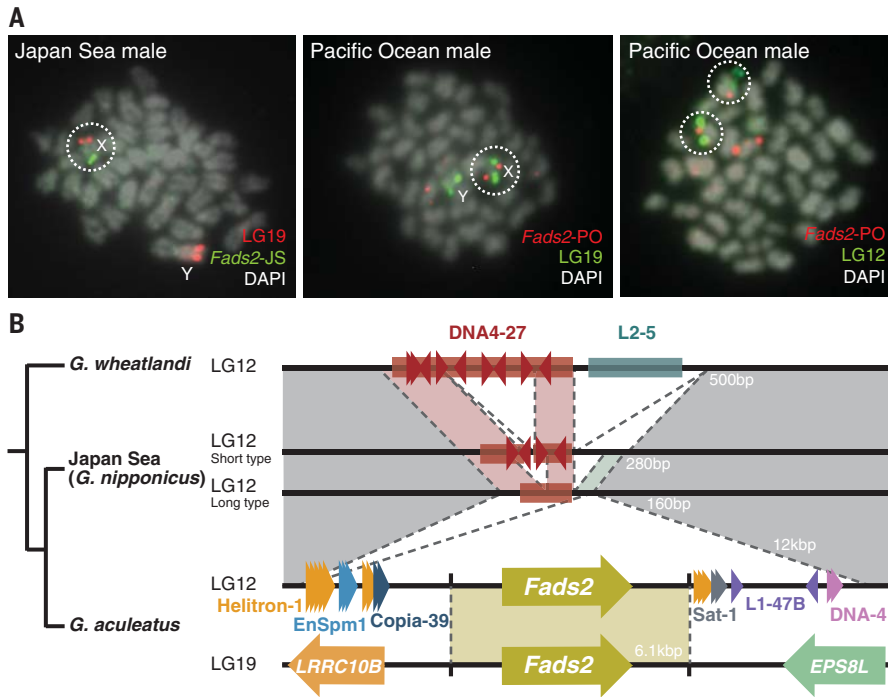 A
Japan Sea male
X
Y
LG19
Fads2-JS
DAPI
Pacific Ocean male
X
Y
Fads2-PO
LG19
DAPI
Pacific Ocean male
Fads2-PO
LG12
DAPI
B
DNA4-27
L2-5
G. wheatlandi
LG12
500bp
Japan Sea
(G. nipponicus)
LG12
Short type
280bp
LG12
Long type
160bp
12kbp
LG12
Fads2
Helitron-1
EnSpm1
Copia-39
Sat-1
L1-47B
DNA-4
G. aculeatus
6.1kbp
LG19
LRRC10B
Fads2
EPS8L